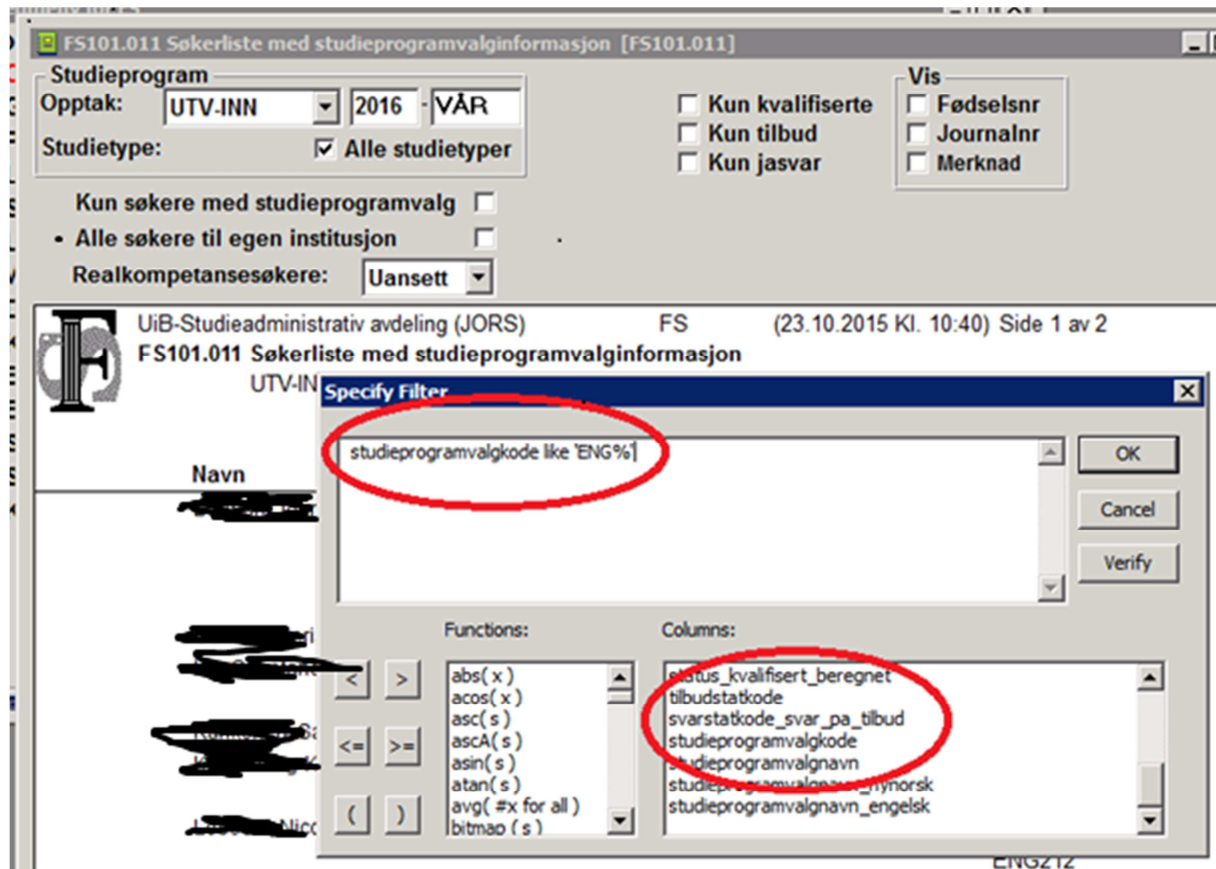 FS101.011 Søkerliste med studieprogramvalginformasjon [FS101.011]
Studieprogram
Opptak: UTV-INN 2016 - VÅR
Studietype: Alle studietyper
Kun kvalifiserte
Kun tilbud
Kun jasvar
Vis
Fødselsnr
Journalnr
Merknad
Kun søkere med studieprogramvalg
Alle søkere til egen institusjon
Realkompetansesøkere: Uansett
UiB-Studieadministrativ avdeling (JORS) FS (23.10.2015 Kl. 10:40) Side 1 av 2
FS101.011 Søkerliste med studieprogramvalginformasjon
UTV-IN
Navn
Specify Filter
studieprogramvalgkode like 'ENG%'
OK
Cancel
Verify
Functions:
< >
<= >=
( )
abs( x )
acos( x )
asc( s )
ascA( s )
asin( s )
atan( s )
avg( #x for all )
bitmap ( s )
Columns:
status_kvalifisert_beregnet
tilbudstatkode
svarstatkode_svar_pa_tilbud
studieprogramvalgkode
studieprogramvalgnavn
studieprogramvalgnavn_nynorsk
studieprogramvalgnavn_engelsk
ENG212